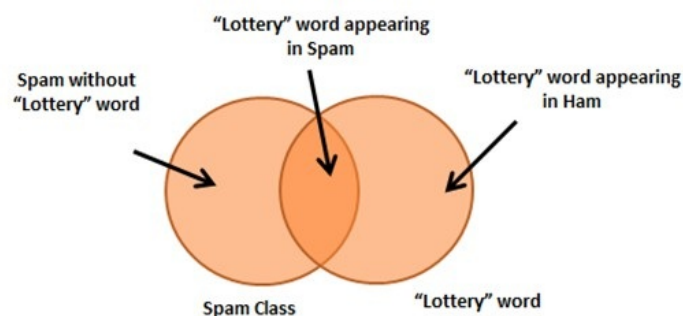 “Lottery” word appearing
in Spam
Spam without
“Lottery” word
“Lottery” word appearing
in Ham
Spam Class
“Lottery” word